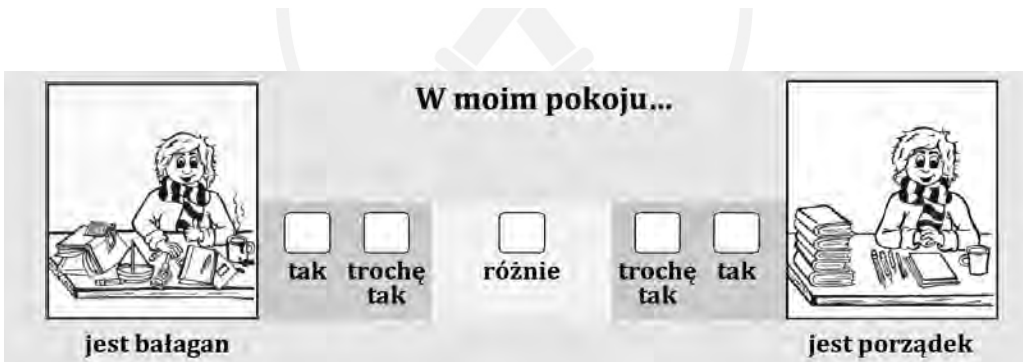 W moim pokoju...
tak trochę tak
różnie
trochę tak
tak
jest bałagan
jest porządek